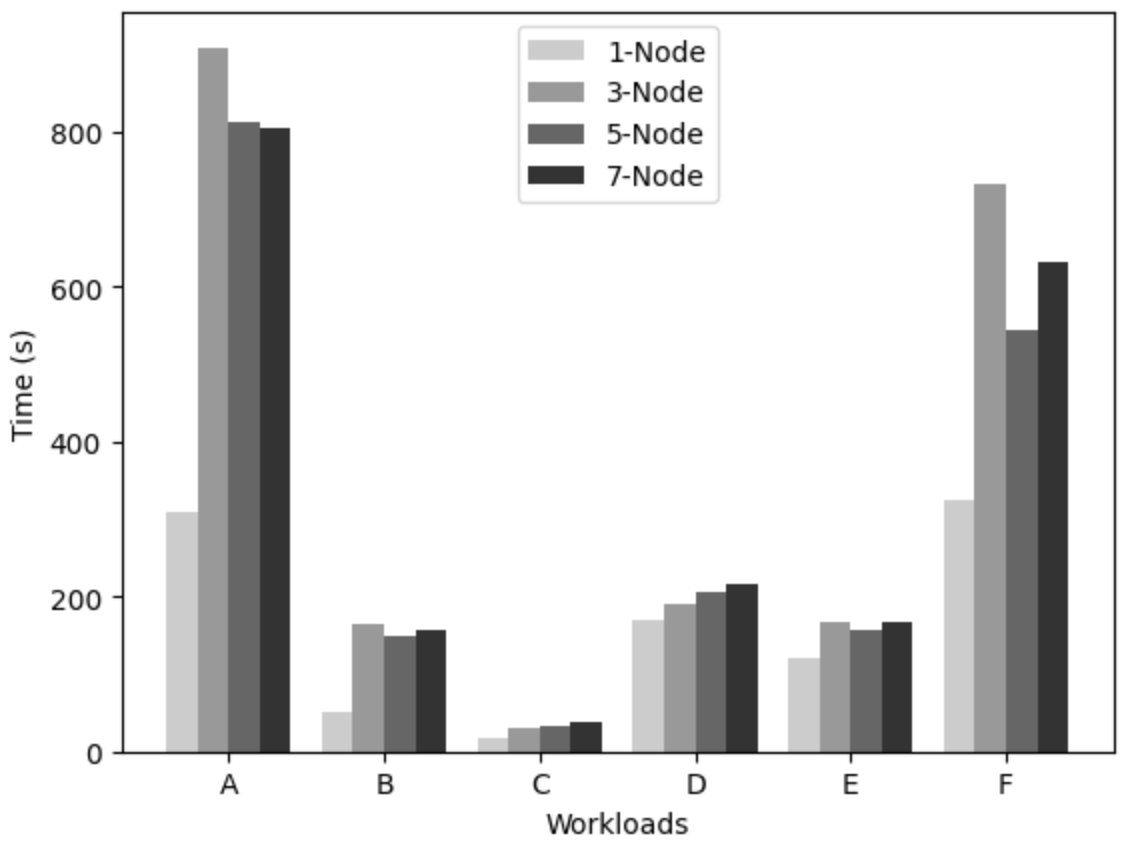 1-Node
3-Node
5-Node
7-Node
800
600
400
200
0
Time (s)
A B C D E F
Workloads